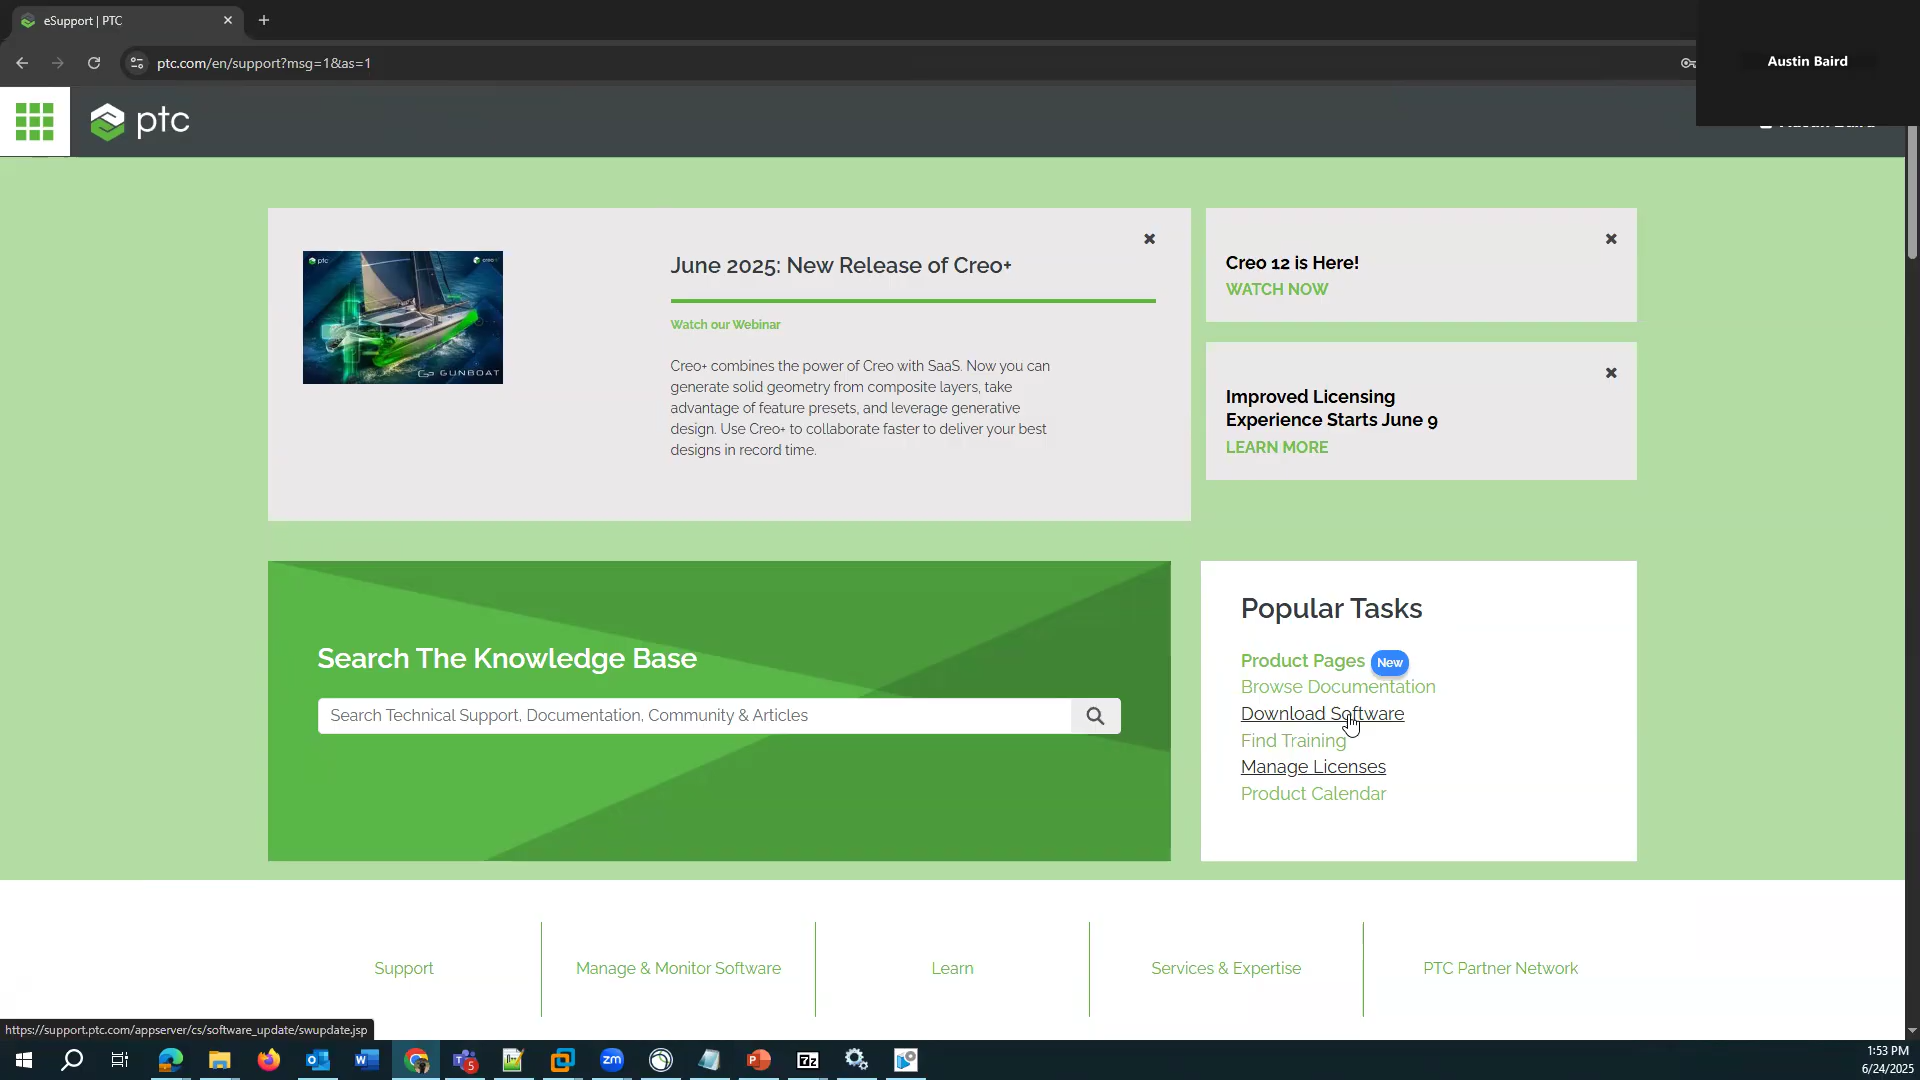 eSupport | PTC
ptc.com/en/support?msg=1&as=1
Austin Baird
ptc
ptc
creo
GUNBOAT
June 2025: New Release of Creo+
Watch our Webinar
Creo+ combines the power of Creo with SaaS. Now you can
generate solid geometry from composite layers, take
advantage of feature presets, and leverage generative
design. Use Creo+ to collaborate faster to deliver your best
designs in record time.
Creo 12 is Here!
WATCH NOW
Improved Licensing
Experience Starts June 9
LEARN MORE
Search The Knowledge Base
Search Technical Support, Documentation, Community & Articles
Popular Tasks
Product Pages New
Browse Documentation
Download Software
Find Training
Manage Licenses
Product Calendar
Support
Manage & Monitor Software
Learn
Services & Expertise
PTC Partner Network
https://support.ptc.com/appserver/cs/software_update/swupdate.jsp
1:53 PM
6/24/2025